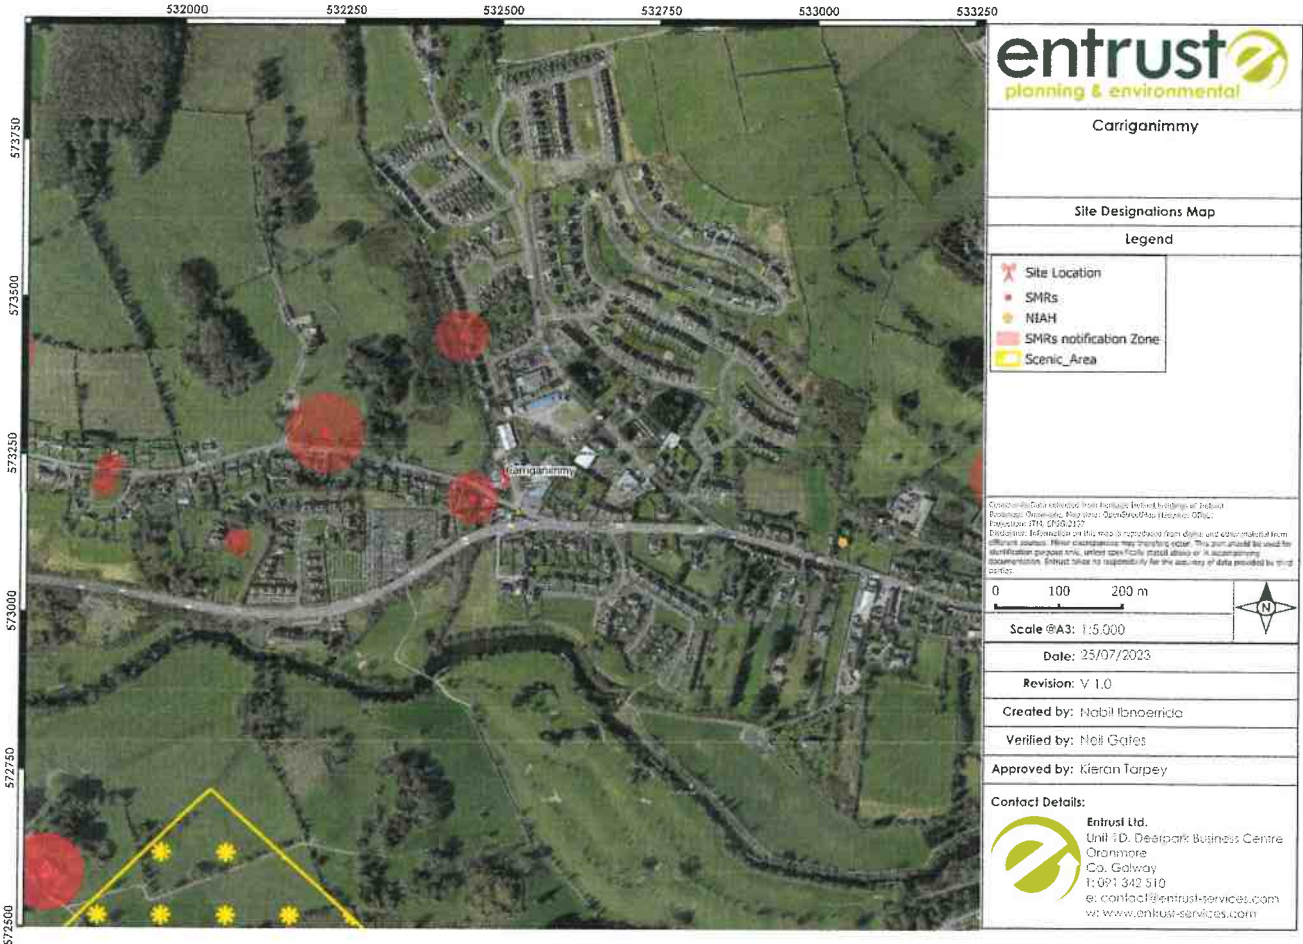 532000 532250 532500 532750 533000 533250
573750
573500
573250
573000
572750
572500
Carriganimmy
entrust e
planning & environmental
Carriganimmy
Site Designations Map
Legend
Site Location
SMRs
NIAH
SMRs notification Zone
Scenic_Area
0 100 200 m
N
Scale @A3: 1:5,000
Date: 25/07/2023
Revision: V 1.0
Created by: Nabil
Verified by: Neil Gates
Approved by: Kieran Tarpey
Contact Details:
Entrust Ltd.
Unit 1D, Deerpark Business Centre
Oranmore
Co. Galway
T: 091 342 510
e: contact@entrust-services.com
w: www.entrust-services.com